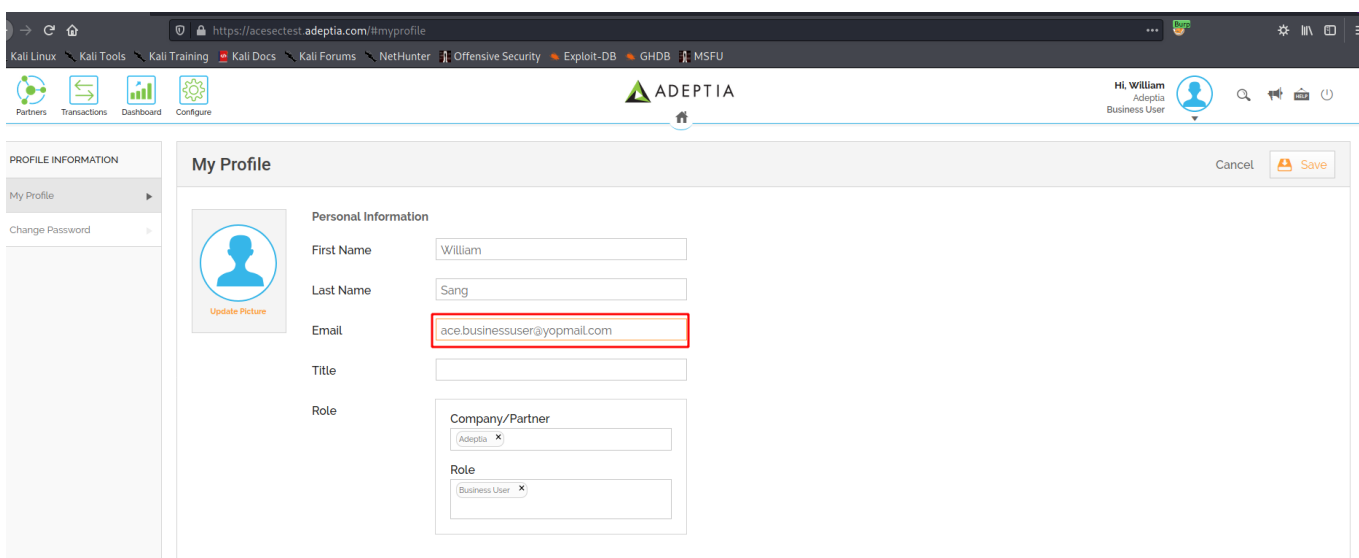 https://acesectest.adeptia.com/#myprofile
Burp
Kali Linux Kali Tools Kali Training Kali Docs Kali Forums NetHunter Offensive Security Exploit-DB GHDB MSFU
Partners Transactions Dashboard Configure
ADEPTIA
Hi, William
Adeptia
Business User
HELP
PROFILE INFORMATION
My Profile
Change Password
My Profile
Cancel Save
Update Picture
Personal Information
First Name William
Last Name Sang
Email ace.businessuser@yopmail.com
Title
Role
Company/Partner
Adeptia ×
Role
Business User ×